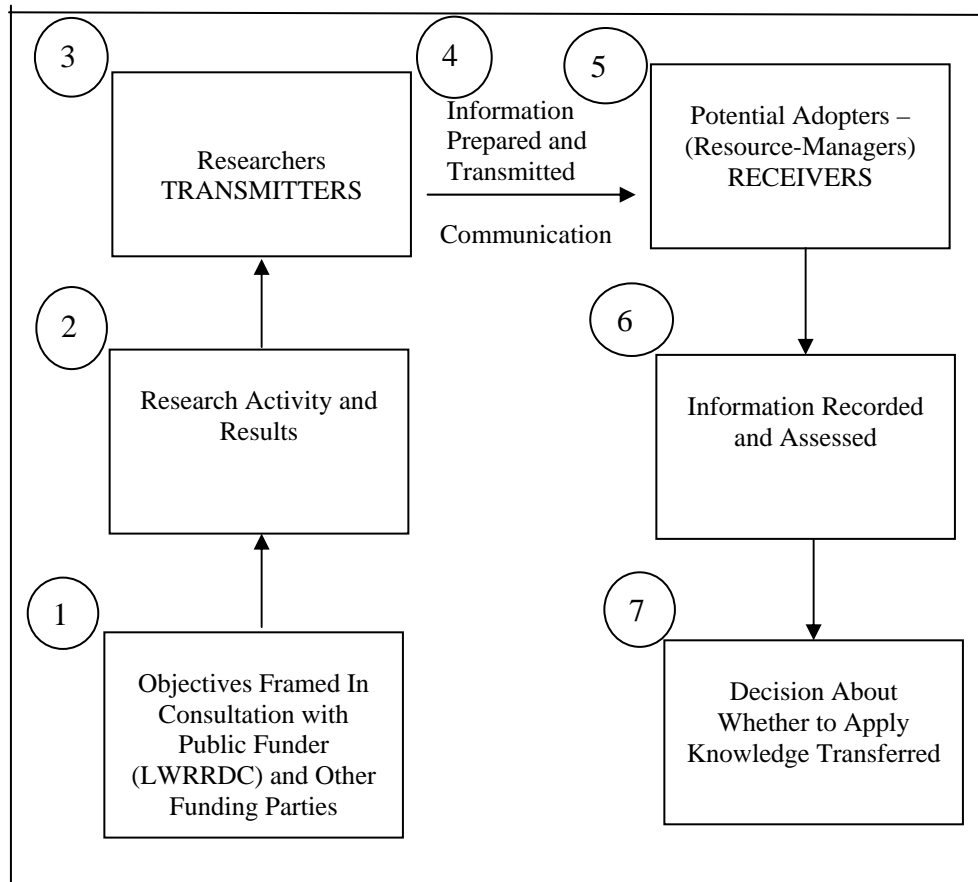 3
Researchers
TRANSMITTERS
4
Information
Prepared and
Transmitted
Communication
5
Potential Adopters –
(Resource-Managers)
RECEIVERS
2
Research Activity and
Results
6
Information Recorded
and Assessed
1
Objectives Framed In
Consultation with
Public Funder
(LWRRDC) and Other
Funding Parties
7
Decision About
Whether to Apply
Knowledge Transferred